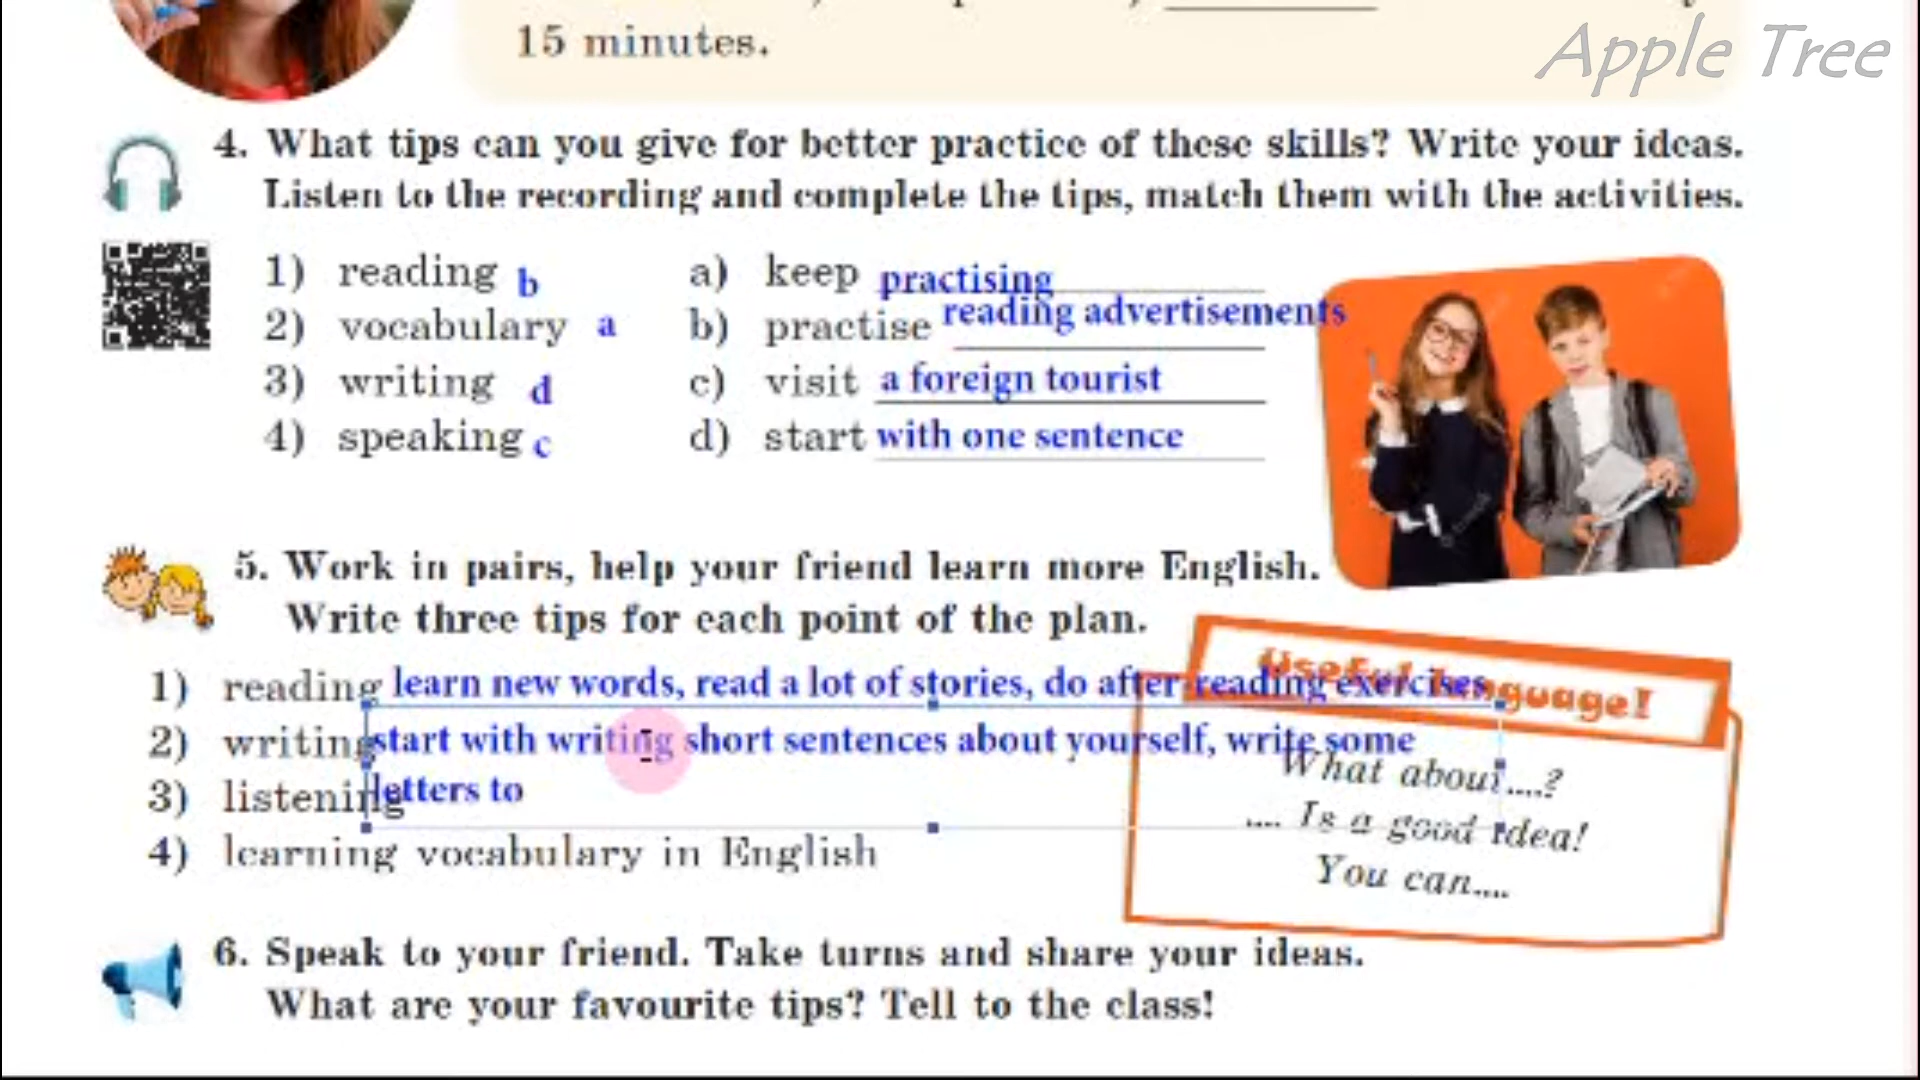 15 minutes.
Apple Tree
4. What tips can you give for better practice of these skills? Write your ideas.
Listen to the recording and complete the tips, match them with the activities.
1) reading b
2) vocabulary a
3) writing d
4) speaking c
a) keep practising
b) practise reading advertisements
c) visit a foreign tourist
d) start with one sentence
5. Work in pairs, help your friend learn more English.
Write three tips for each point of the plan.
1) reading learn new words, read a lot of stories, do after reading exercises
2) writing start with writing short sentences about yourself, write some
letters to
3) listening
4) learning vocabulary in English
Useful language!
What about....?
.... Is a good idea!
You can....
6. Speak to your friend. Take turns and share your ideas.
What are your favourite tips? Tell to the class!